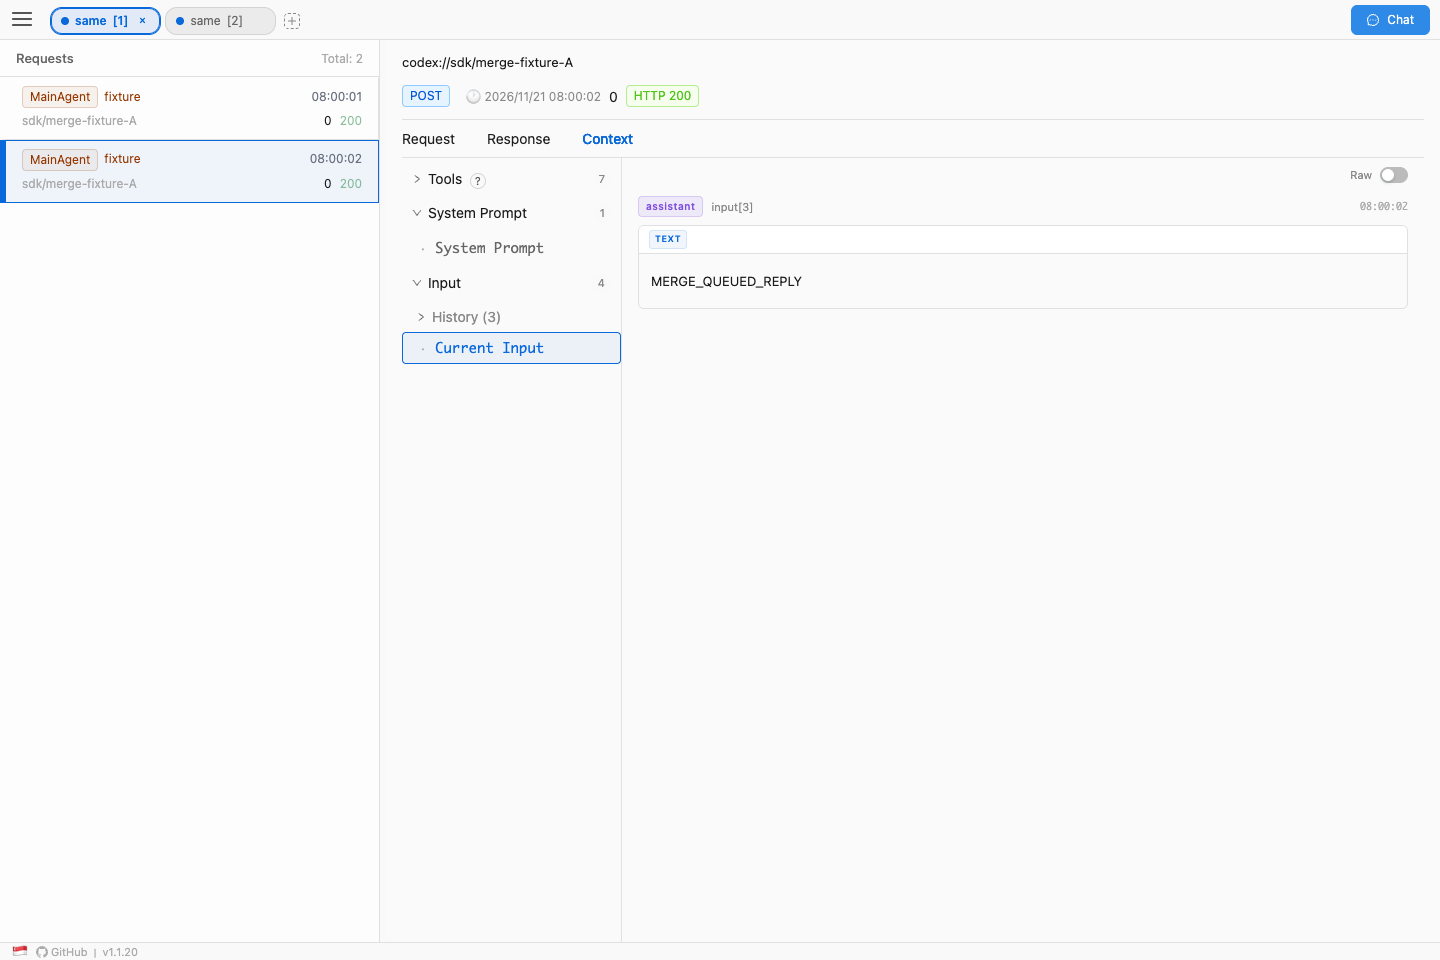 same [1] ×
same [2]
Chat
Requests
Total: 2
MainAgent fixture 08:00:01
sdk/merge-fixture-A 0 200
MainAgent fixture 08:00:02
sdk/merge-fixture-A 0 200
codex://sdk/merge-fixture-A
POST 2026/11/21 08:00:02 0 HTTP 200
Request Response Context
Tools ? 7
System Prompt 1
· System Prompt
Input 4
History (3)
· Current Input
Raw
assistant input[3] 08:00:02
TEXT
MERGE_QUEUED_REPLY
GitHub | v1.1.20